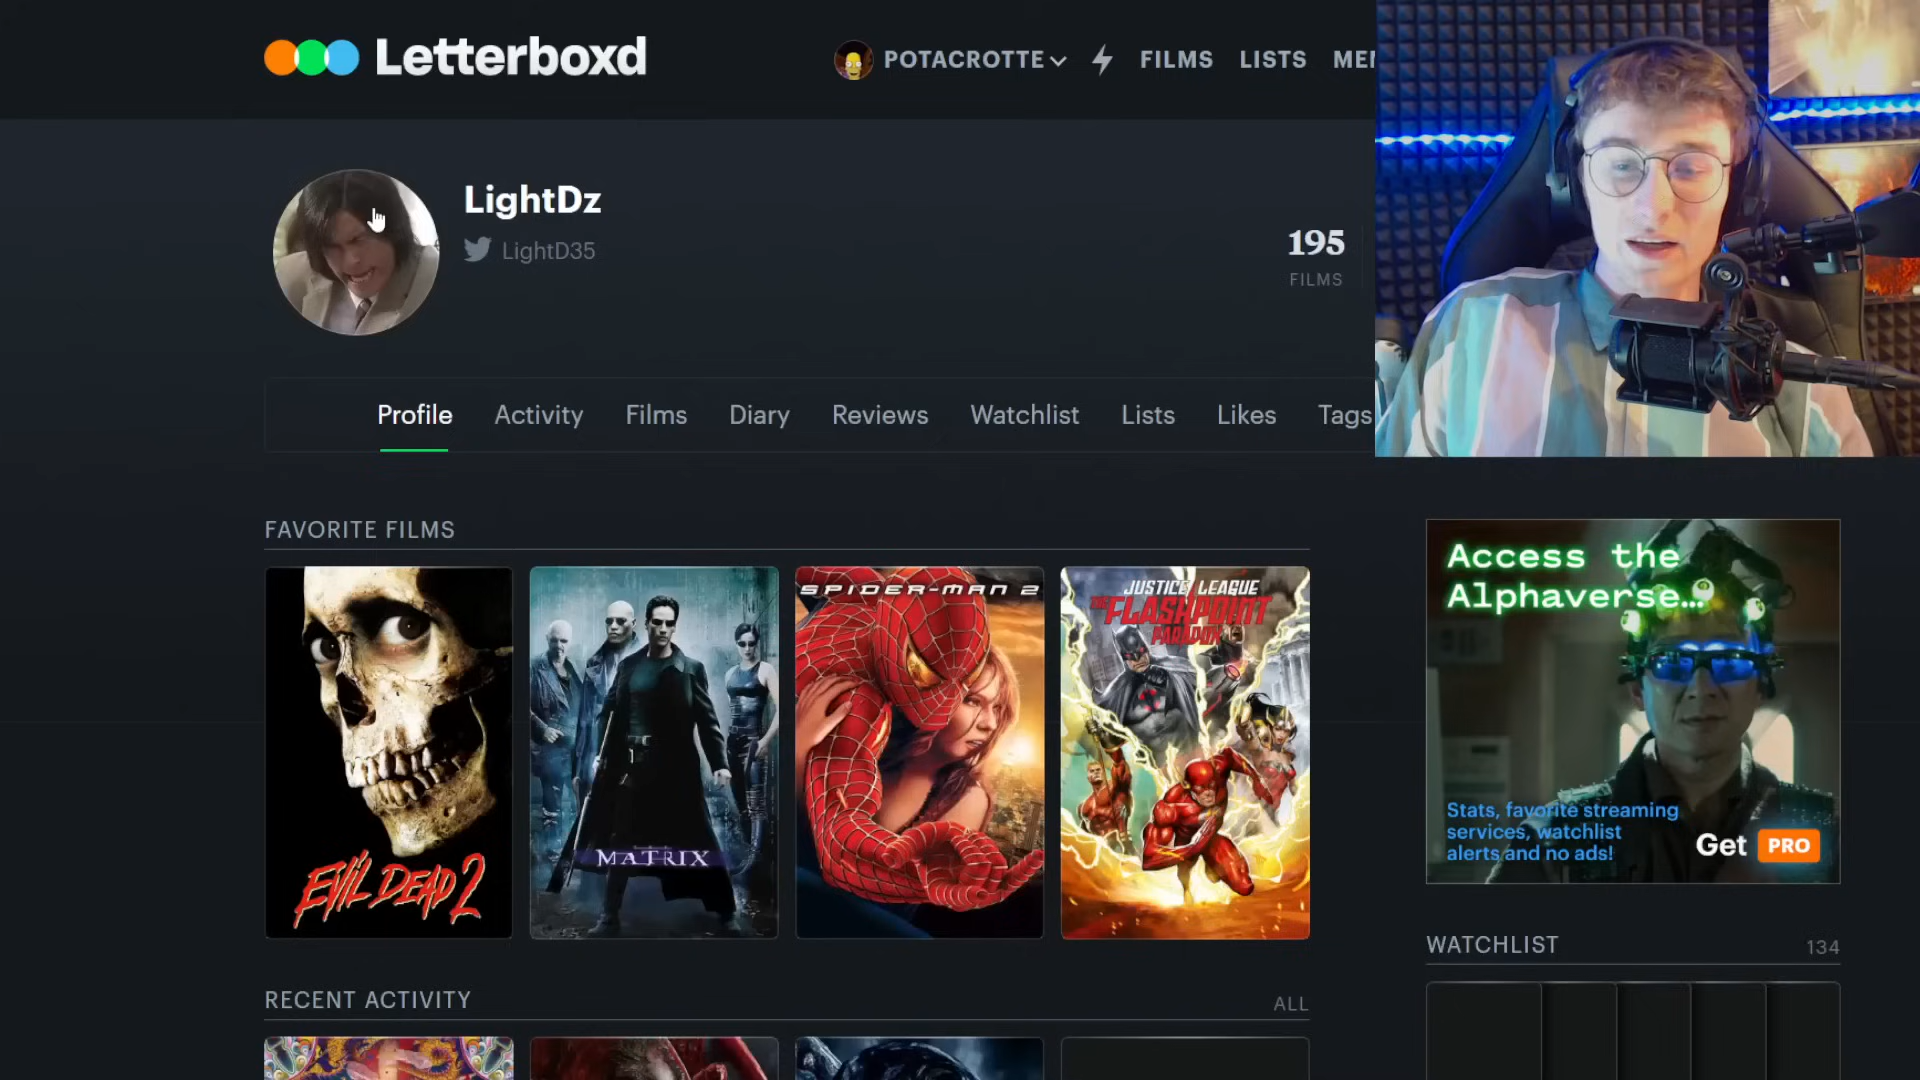 Letterboxd
POTACROTTE
FILMS
LISTS
MEI
LightDz
LightD35
195
FILMS
Profile
Activity
Films
Diary
Reviews
Watchlist
Lists
Likes
Tags
FAVORITE FILMS
EVIL DEAD 2
MATRIX
SPIDER-MAN 2
JUSTICE LEAGUE
THE FLASHPOINT
PARADOX
Access the
Alphaverse...
Stats, favorite streaming
services, watchlist
alerts and no ads!
Get PRO
WATCHLIST
134
RECENT ACTIVITY
ALL